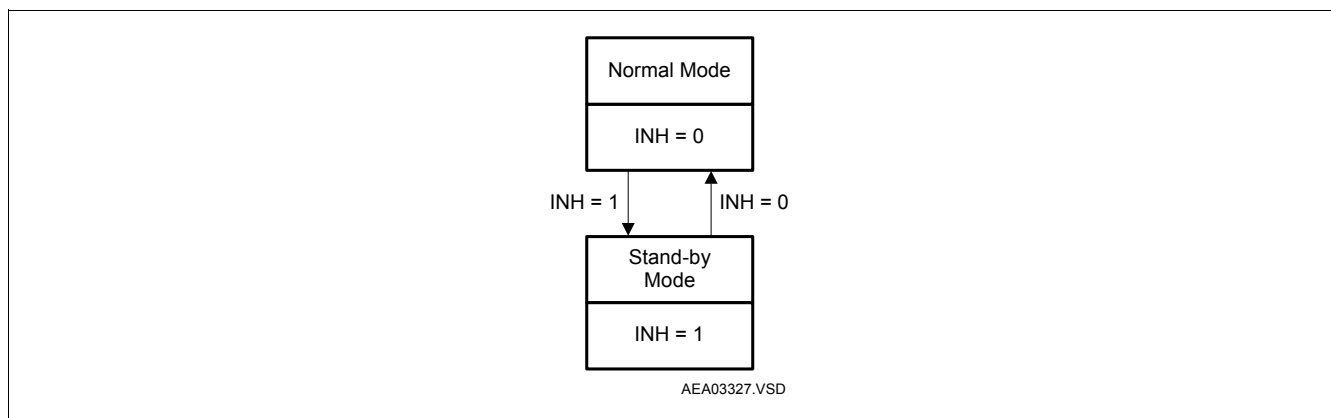 Normal Mode
INH = 0
INH = 1
INH = 0
Stand-by
Mode
INH = 1
AEA03327.VSD